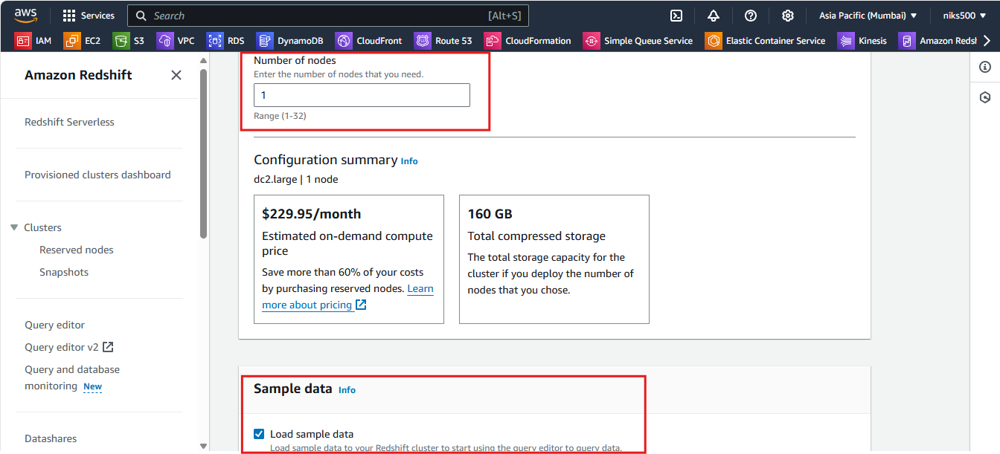 aws
Services
Search
[Alt+S]
Asia Pacific (Mumbai)
niks500
IAM
EC2
S3
VPC
RDS
DynamoDB
CloudFront
Route 53
CloudFormation
Simple Queue Service
Elastic Container Service
Kinesis
Amazon Redsh
Amazon Redshift
Redshift Serverless
Provisioned clusters dashboard
Clusters
Reserved nodes
Snapshots
Query editor
Query editor v2
Query and database
monitoring New
Datashares
Number of nodes
Enter the number of nodes that you need.
1
Range (1-32)
Configuration summary Info
dc2.large | 1 node
$229.95/month
Estimated on-demand compute
price
Save more than 60% of your costs
by purchasing reserved nodes. Learn
more about pricing
160 GB
Total compressed storage
The total storage capacity for the
cluster if you deploy the number of
nodes that you chose.
Sample data Info
Load sample data
Load sample data to your Redshift cluster to start using the query editor to query data.